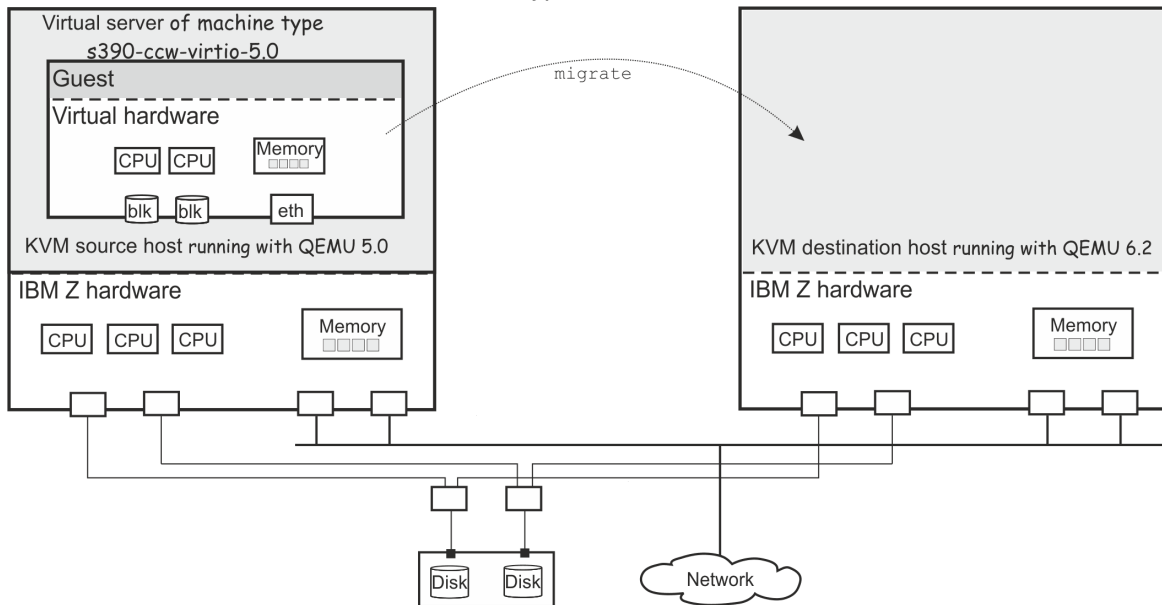 Virtual server of machine type
s390-ccw-virtio-5.0
Guest
Virtual hardware
CPU CPU
Memory
blk blk eth
KVM source host running with QEMU 5.0
IBM Z hardware
CPU CPU CPU
Memory
migrate
KVM destination host running with QEMU 6.2
IBM Z hardware
CPU CPU CPU
Memory
Disk Disk
Network